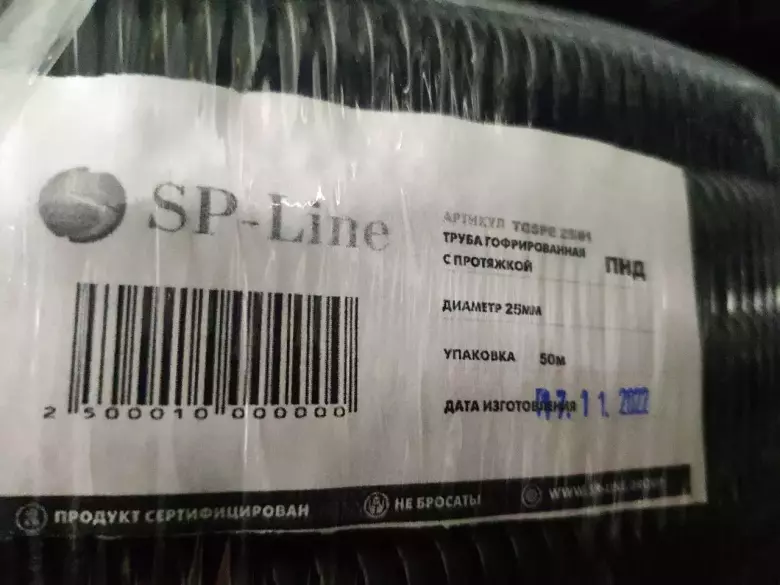 SP-Line
АРТИКУЛ TGSPE 2501
ТРУБА ГОФРИРОВАННАЯ
С ПРОТЯЖКОЙ ПНД
ДИАМЕТР 25ММ
УПАКОВКА 50М
ДАТА ИЗГОТОВЛЕНИЯ 11. 2022
2 500010 000000
ПРОДУКТ СЕРТИФИЦИРОВАН
НЕ БРОСАТЬ!